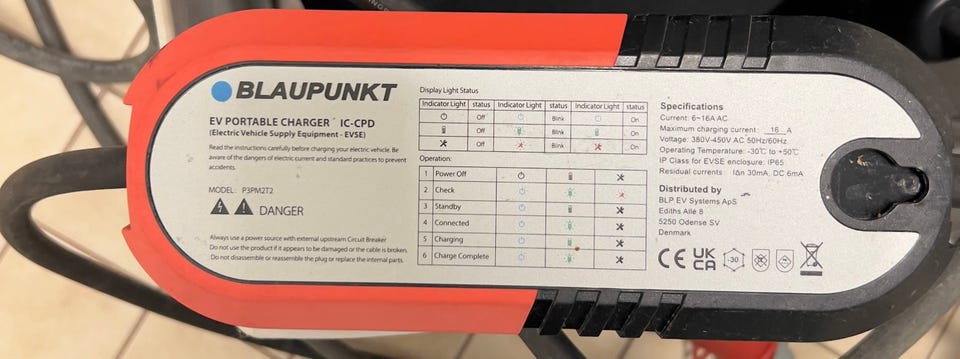 BLAUPUNKT
EV PORTABLE CHARGER IC-CPD
(Electric Vehicle Supply Equipment - EVSE)
Read the instructions carefully before charging your electric vehicle. Be
aware of the dangers of electric current and standard practices to prevent
accidents.
MODEL: P3PM2T2
DANGER
Always use a power source with external upstream Circuit Breaker
Do not use the product if it appears to be damaged or the cable is broken.
Do not disassemble or reassemble the plug or replace the internal parts.
Display Light Status
Indicator Light status Indicator Light status Indicator Light status
Off Blink On
Off Blink On
Off Blink On
Operation:
1 Power Off
2 Check
3 Standby
4 Connected
5 Charging
6 Charge Complete
Specifications
Current: 6~16A AC
Maximum charging current: 16 A
Voltage: 380V-450V AC 50Hz/60Hz
Operating Temperature: -30℃ to +50℃
IP Class for EVSE enclosure: IP65
Residual currents IΔn 30mA, DC 6mA
Distributed by
BLP EV Systems ApS
Ediths Allé 8
5250 Odense SV
Denmark
CE UK CA -30